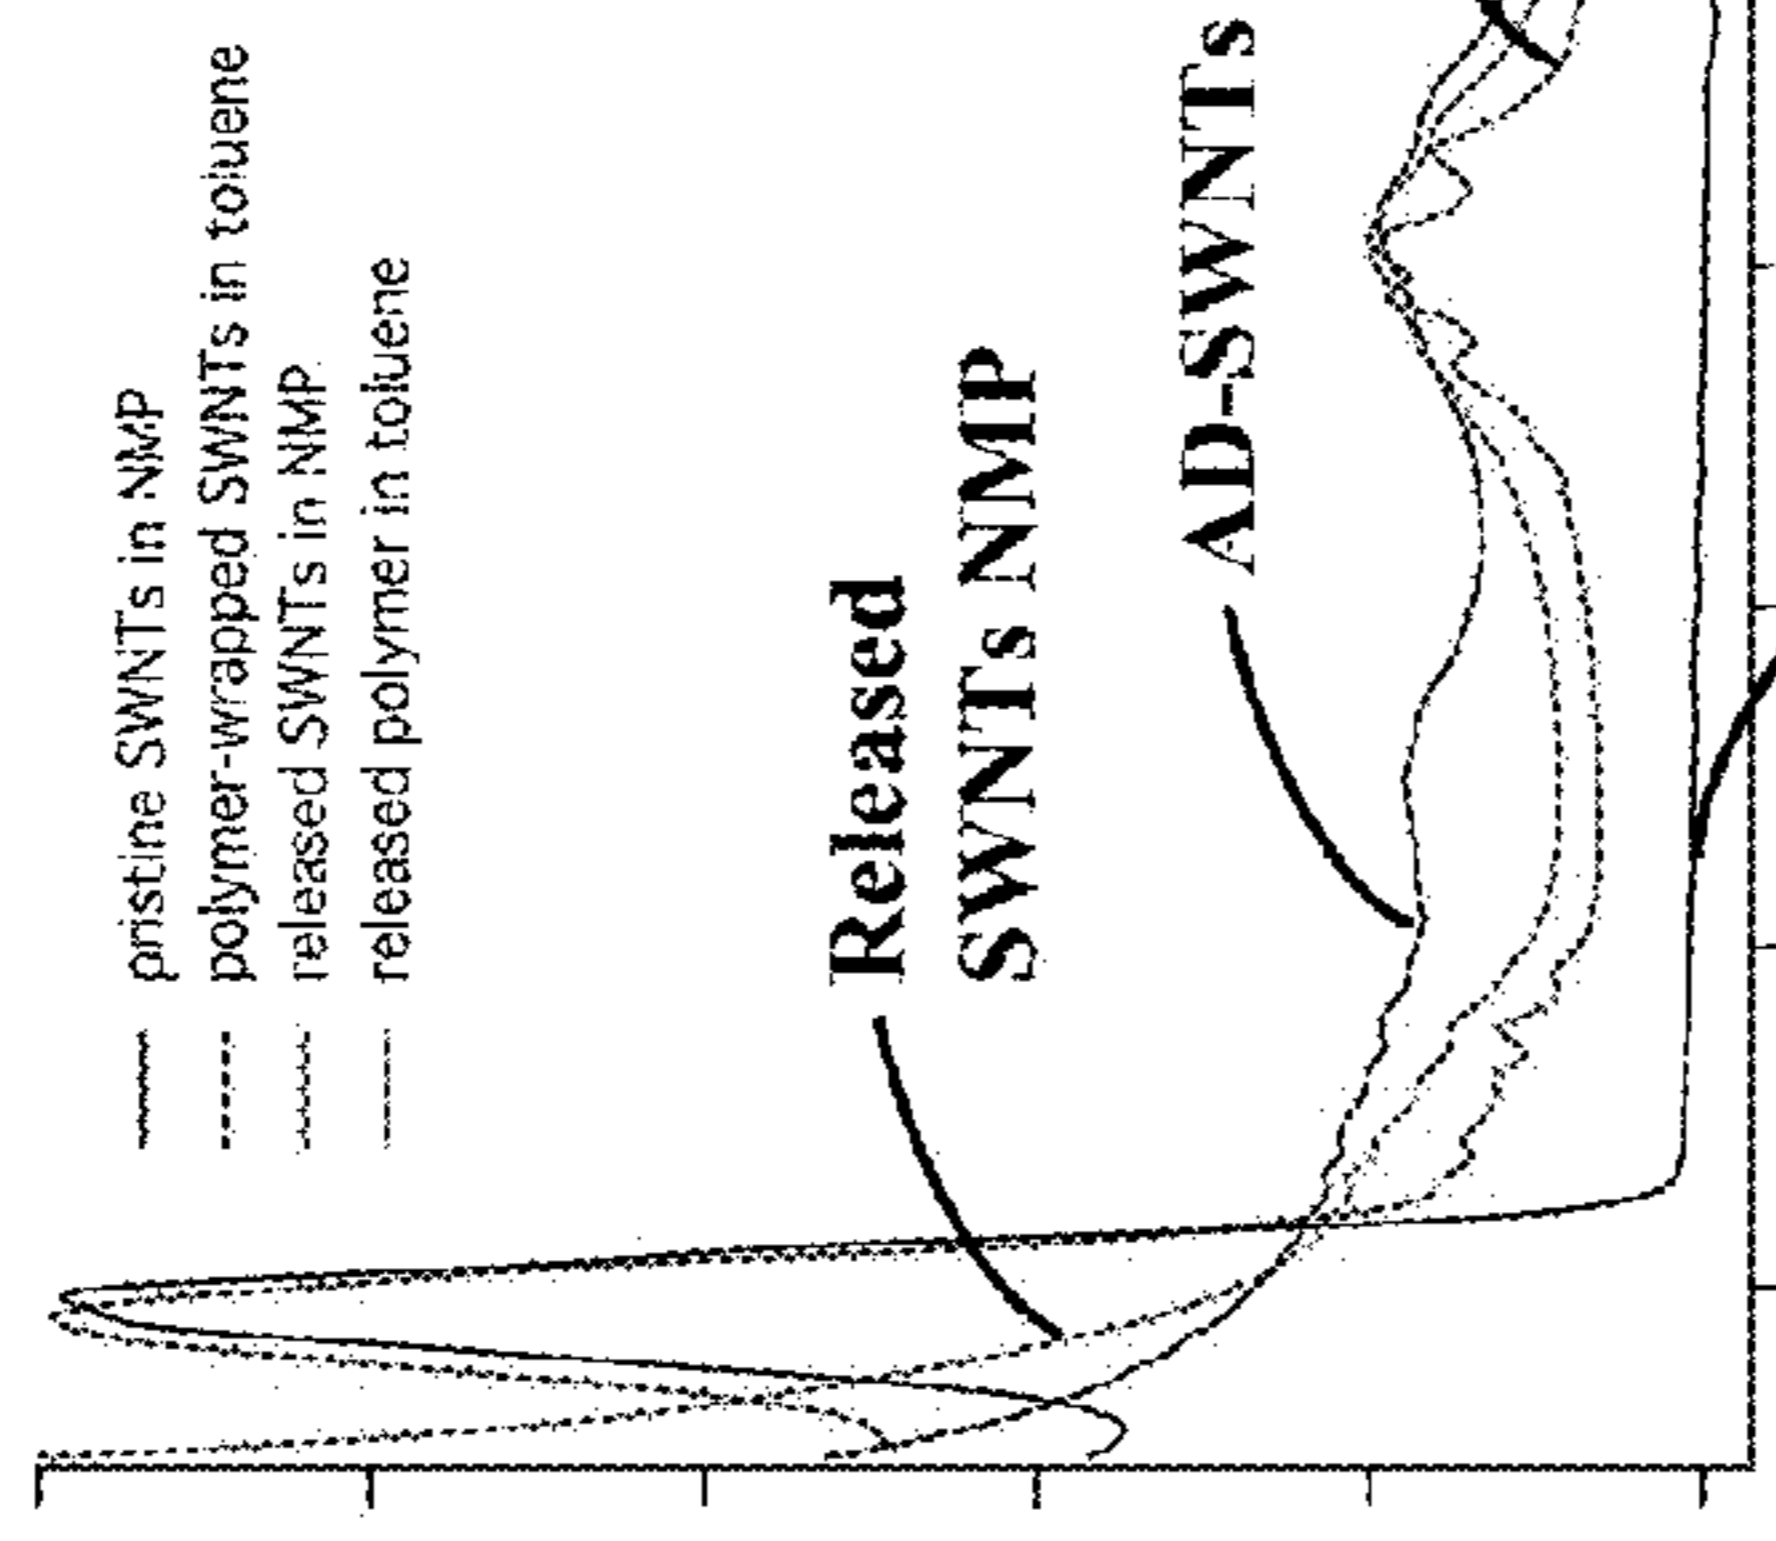 pristine SWNTs in NMP
polymer-wrapped SWNTs in toluene
released SWNTs in NMP
released polymer in toluene
Released
SWNTs NMP
AD-SWNTs